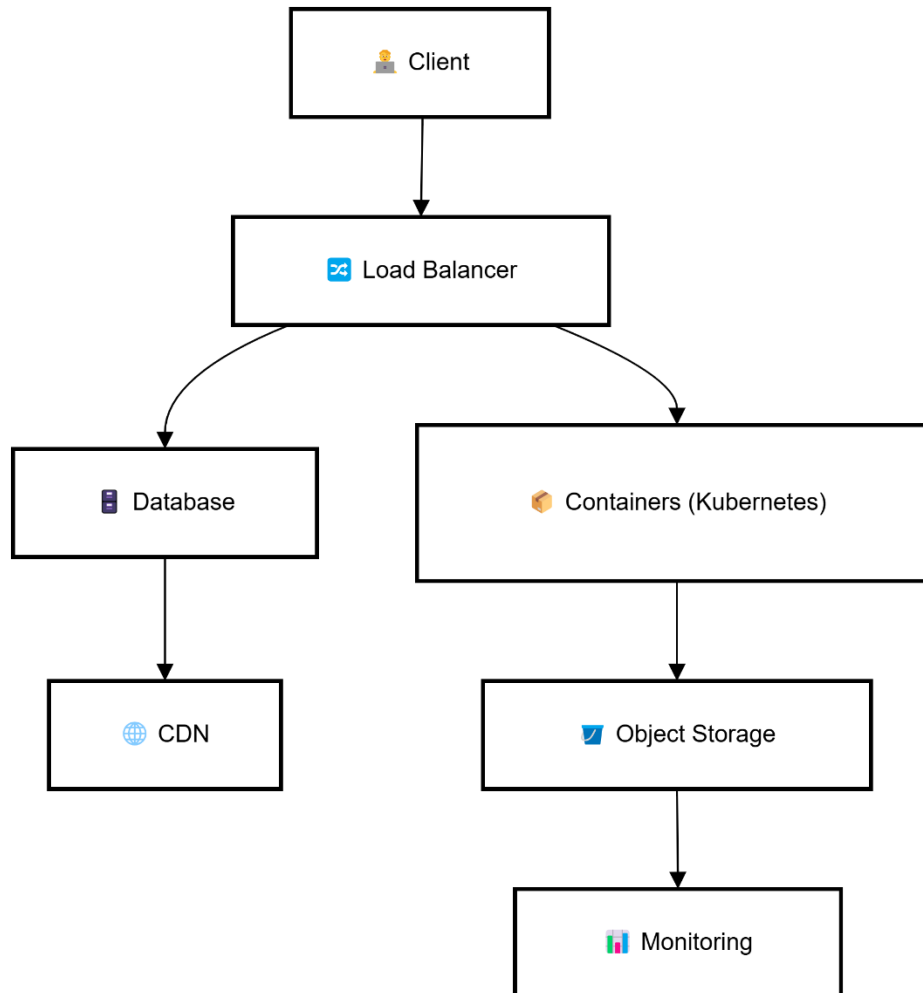 Client
Load Balancer
Database
Containers (Kubernetes)
CDN
Object Storage
Monitoring